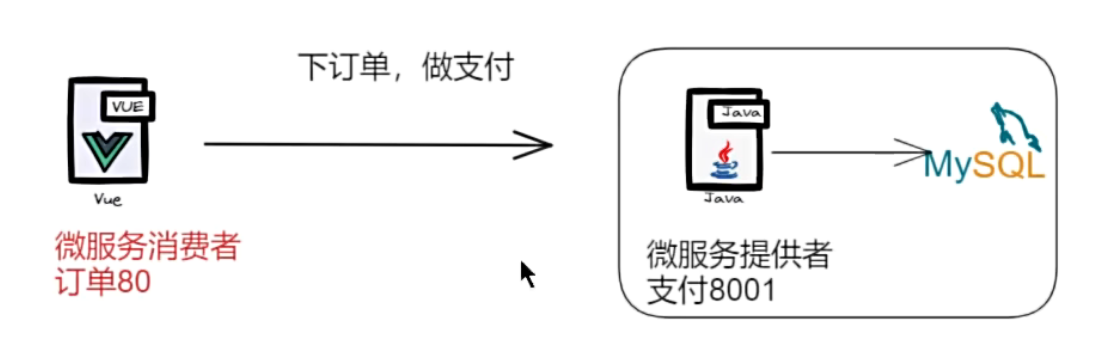 下订单，做支付
VUE
Vue
微服务消费者
订单80
Java
Java
MySQL
微服务提供者
支付8001